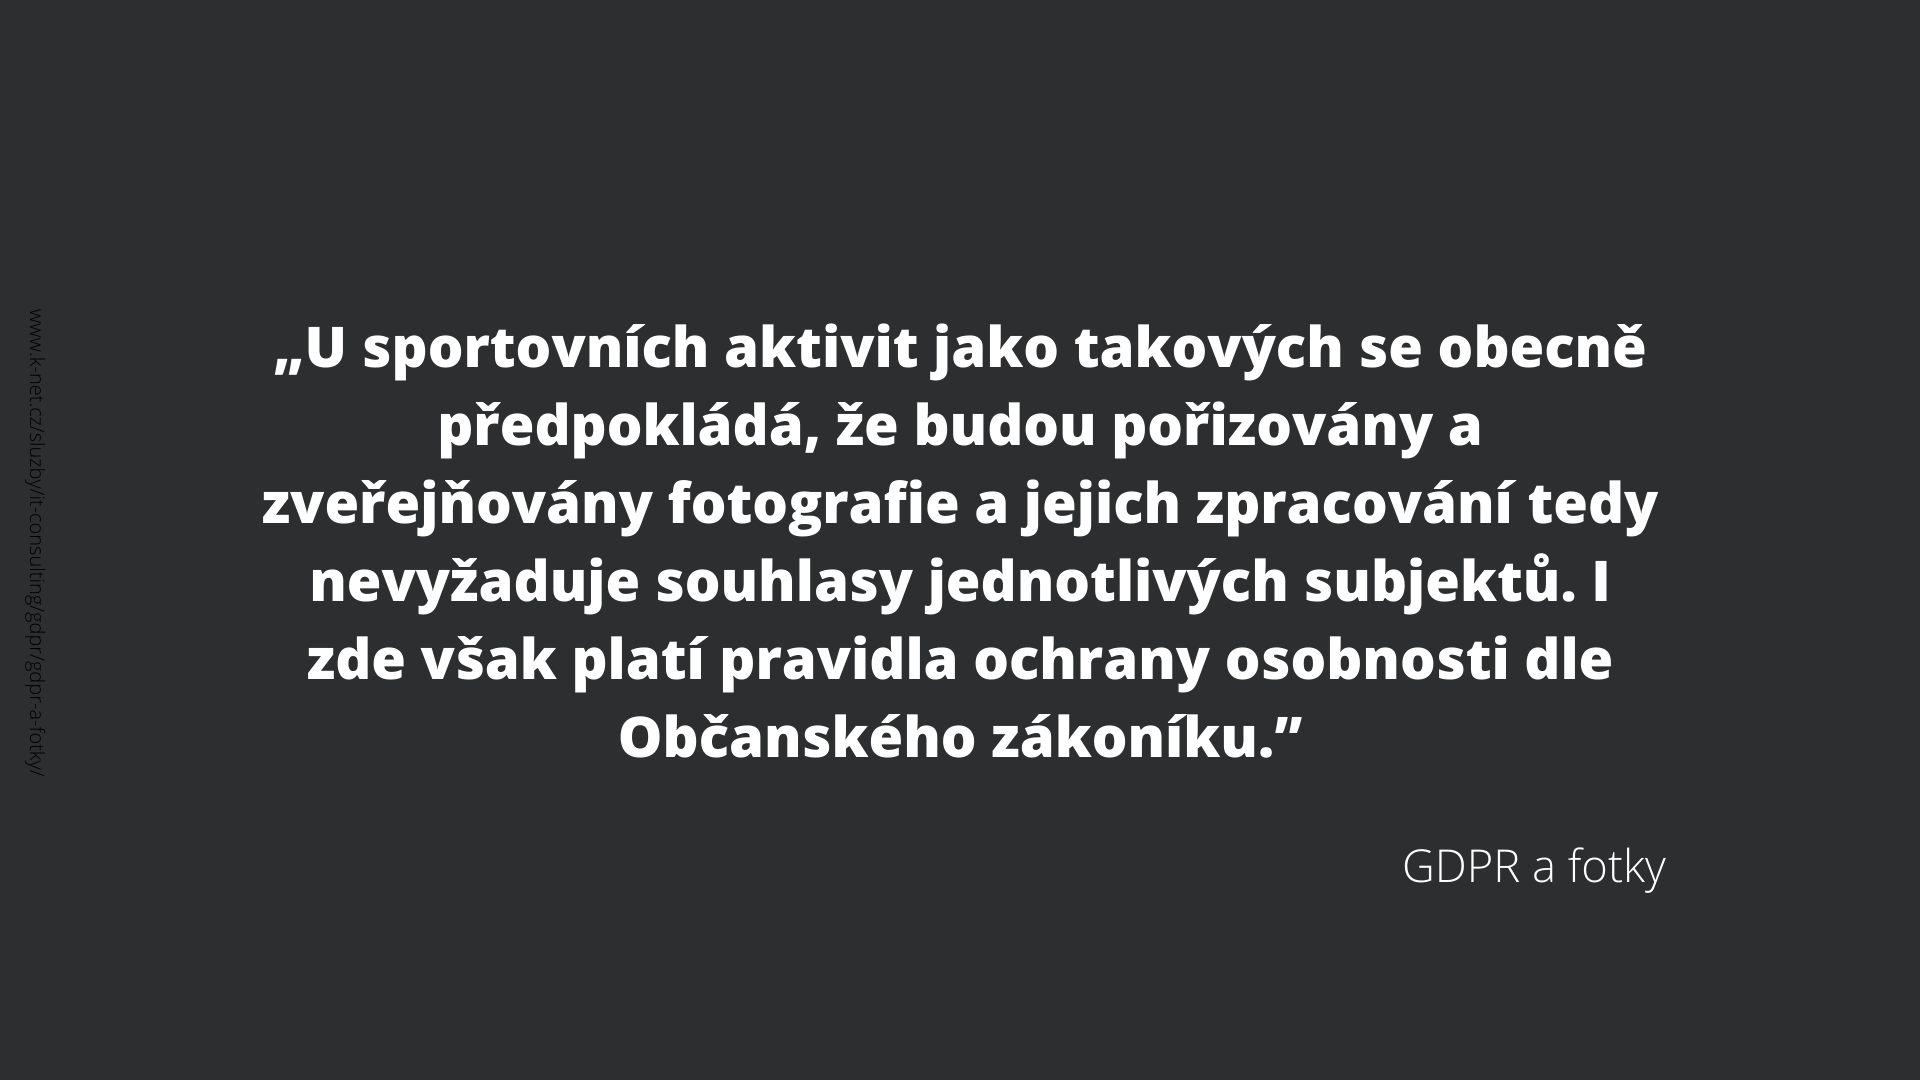 „U sportovních aktivit jako takových se obecně
předpokládá, že budou pořizovány a
zveřejňovány fotografie a jejich zpracování tedy
nevyžaduje souhlasy jednotlivých subjektů. I
zde však platí pravidla ochrany osobnosti dle
Občanského zákoníku.”
GDPR a fotky
www.k-net.cz/sluzby/it-consulting/gdpr/gdpr-a-fotky/